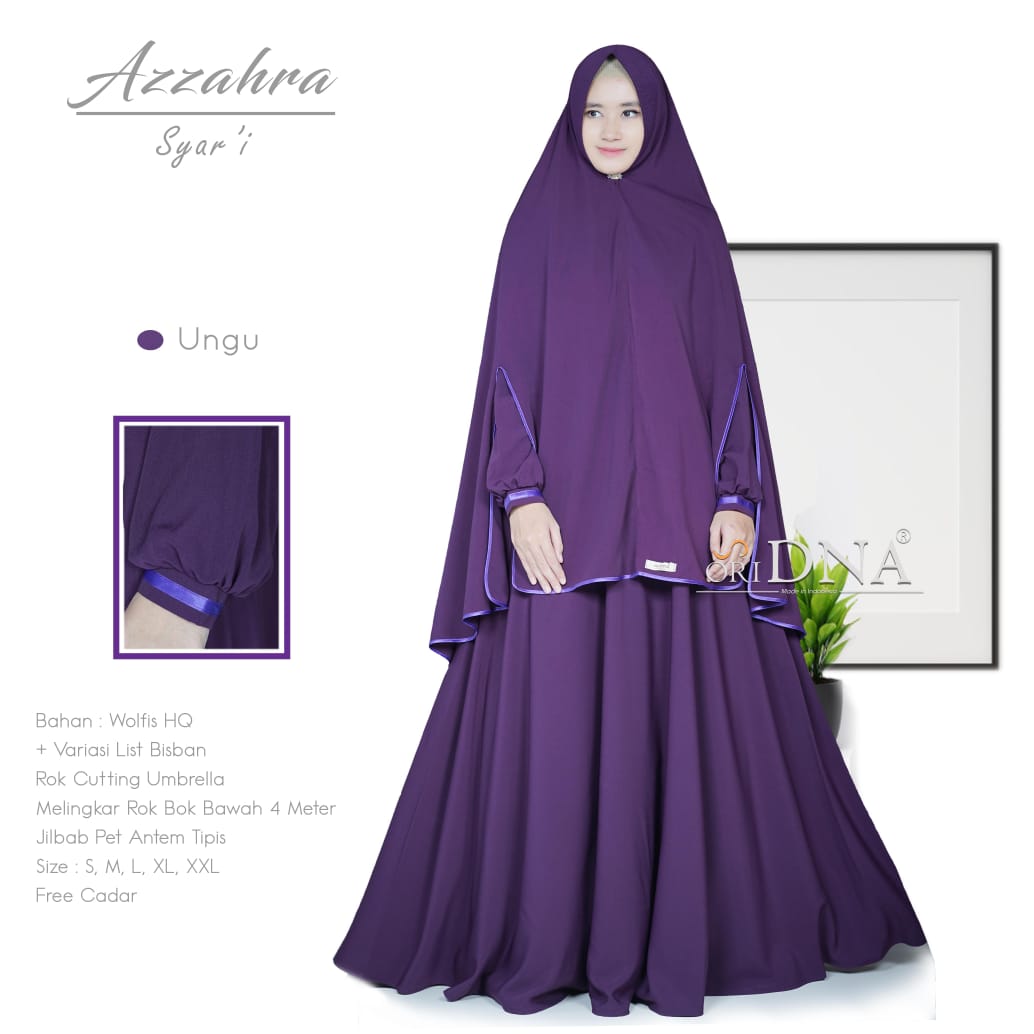 Azzahra
Syar'i
Ungu
ORI DNA®
Made in Indonesia
Bahan : Wolfis HQ
+ Variasi List Bisban
Rok Cutting Umbrella
Melingkar Rok Bok Bawah 4 Meter
Jilbab Pet Antem Tipis
Size : S, M, L, XL, XXL
Free Cadar